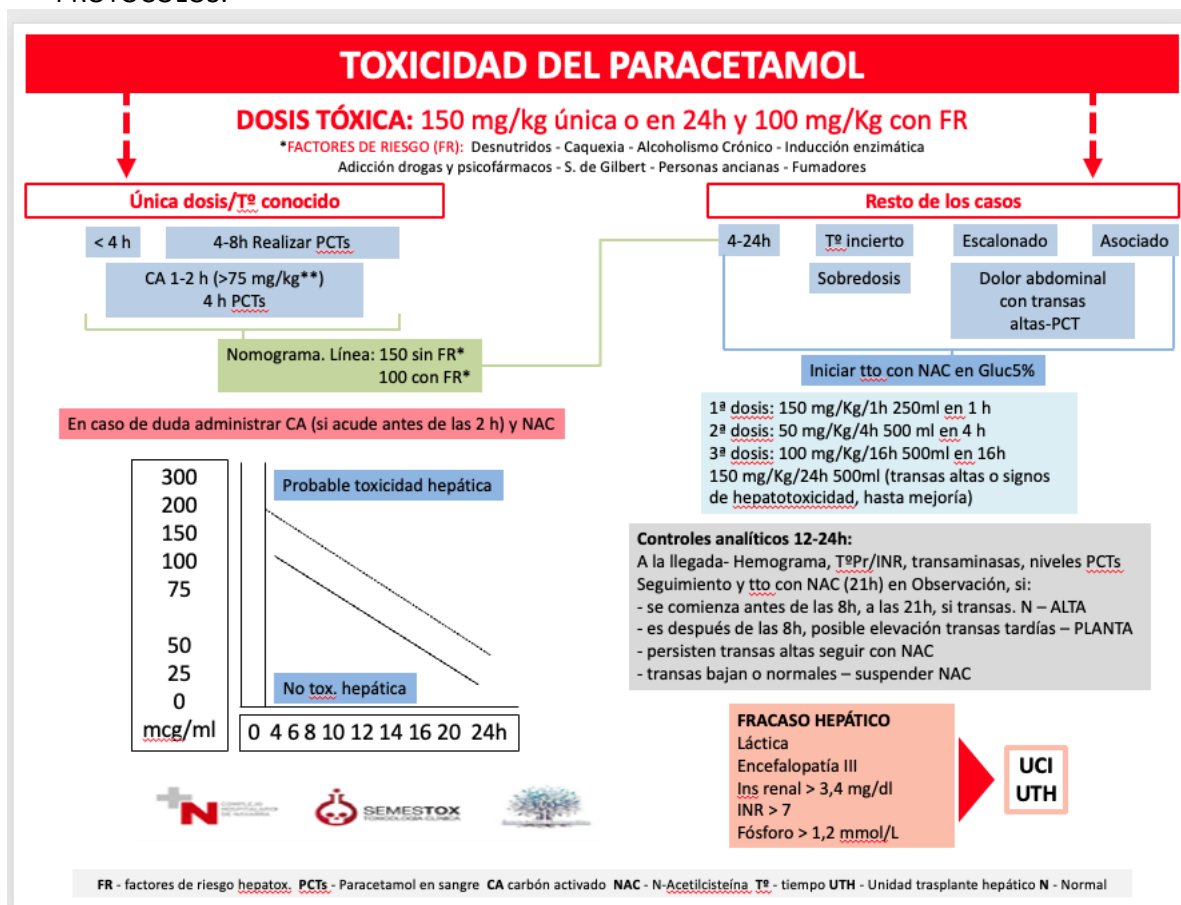 PROTOCOLOS:
TOXICIDAD DEL PARACETAMOL
DOSIS TÓXICA: 150 mg/kg única o en 24h y 100 mg/Kg con FR
*FACTORES DE RIESGO (FR): Desnutridos - Caquexia - Alcoholismo Crónico - Inducción enzimática
Adicción drogas y psicofármacos - S. de Gilbert - Personas ancianas - Fumadores
Única dosis/Tº conocido
< 4 h
4-8h Realizar PCTs
CA 1-2 h (>75 mg/kg**)
4 h PCTs
Nomograma. Línea: 150 sin FR*
100 con FR*
En caso de duda administrar CA (si acude antes de las 2 h) y NAC
300
200
150
100
75
50
25
0
mcg/ml
Probable toxicidad hepática
No tox. hepática
0 4 6 8 10 12 14 16 20 24h
Resto de los casos
4-24h
Tº incierto
Escalonado
Asociado
Sobredosis
Dolor abdominal
con transas
altas-PCT
Iniciar tto con NAC en Gluc5%
1ª dosis: 150 mg/Kg/1h 250ml en 1 h
2ª dosis: 50 mg/Kg/4h 500 ml en 4 h
3ª dosis: 100 mg/Kg/16h 500ml en 16h
150 mg/Kg/24h 500ml (transas altas o signos
de hepatotoxicidad, hasta mejoría)
Controles analíticos 12-24h:
A la llegada- Hemograma, TºPr/INR, transaminasas, niveles PCTs
Seguimiento y tto con NAC (21h) en Observación, si:
- se comienza antes de las 8h, a las 21h, si transas. N – ALTA
- es después de las 8h, posible elevación transas tardías – PLANTA
- persisten transas altas seguir con NAC
- transas bajan o normales – suspender NAC
FRACASO HEPÁTICO
Láctica
Encefalopatía III
Ins renal > 3,4 mg/dl
INR > 7
Fósforo > 1,2 mmol/L
UCI
UTH
N
COMPLEJO
HOSPITALARIO
DE NAVARRA
SEMESTOX
TOXICOLOGÍA CLÍNICA
FR - factores de riesgo hepatox. PCTs - Paracetamol en sangre CA carbón activado NAC - N-Acetilcisteína Tº - tiempo UTH - Unidad trasplante hepático N - Normal